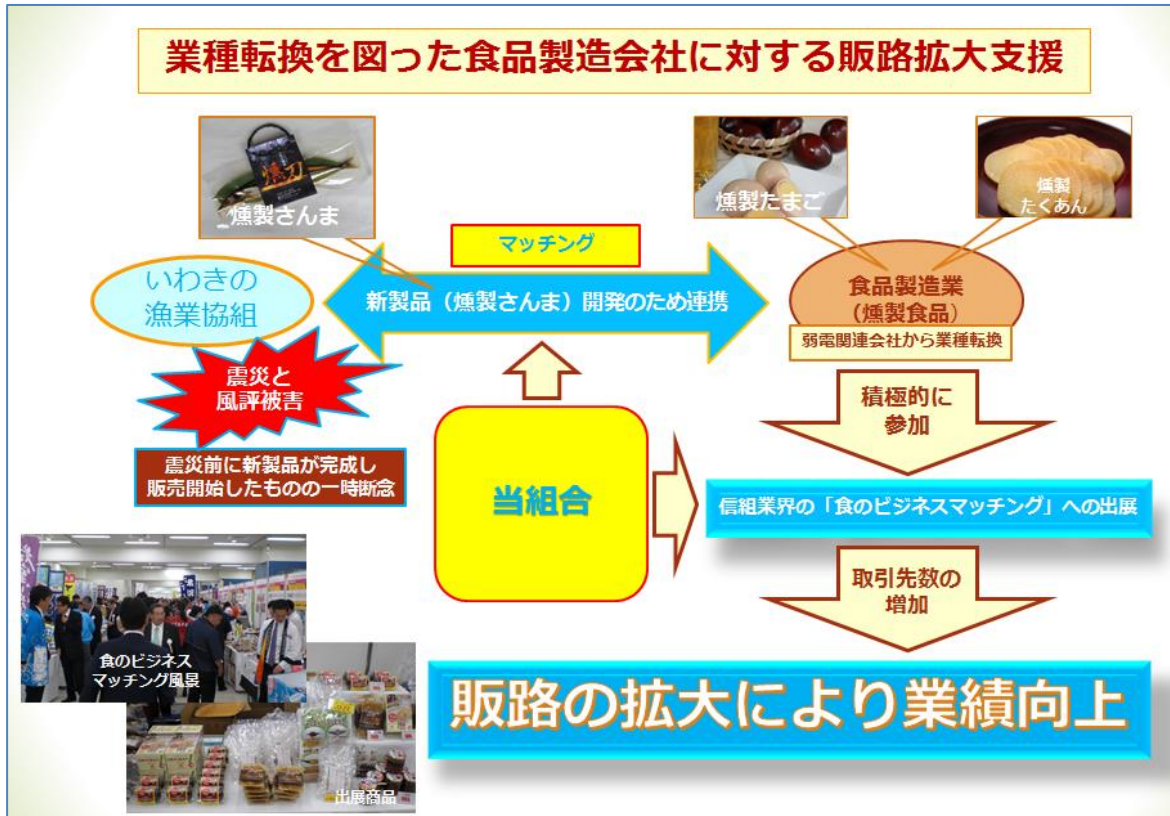 業種転換を図った食品製造会社に対する販路拡大支援
燻製さんま
燻製たまご
燻製
たくあん
マッチング
いわきの
漁業協組
新製品（燻製さんま）開発のため連携
食品製造業
（燻製食品）
弱電関連会社から業種転換
震災と
風評被害
震災前に新製品が完成し
販売開始したものの一時断念
積極的に
参加
当組合
信組業界の「食のビジネスマッチング」への出展
取引先数の
増加
食のビジネス
マッチング風景
販路の拡大により業績向上
出展商品